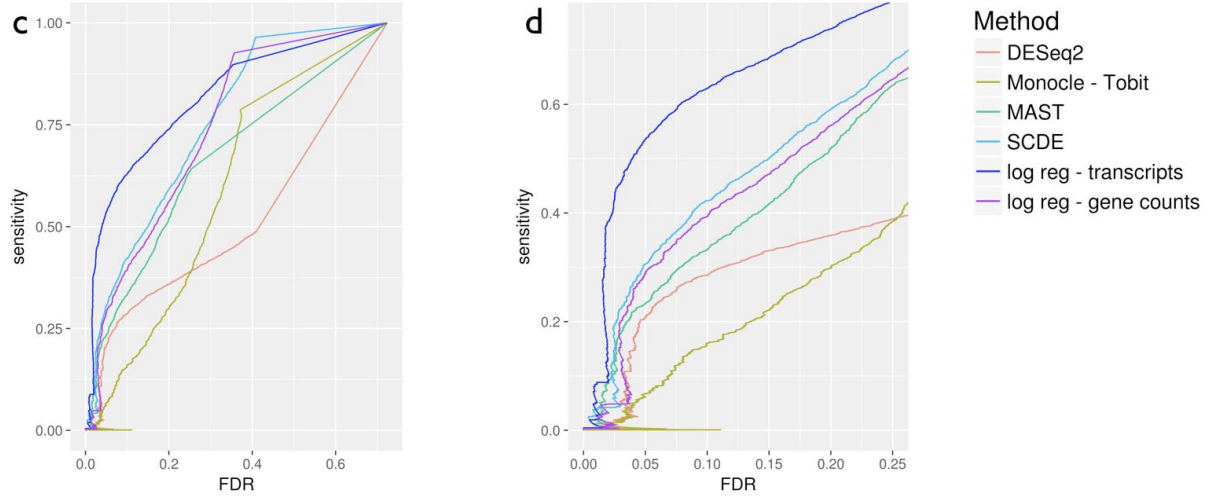 c
1.00
0.75
0.50
0.25
0.00
sensitivity
0.0
0.2
0.4
0.6
FDR
d
0.6
0.4
0.2
0.0
sensitivity
0.00
0.05
0.10
0.15
0.20
0.25
FDR
Method
DESeq2
Monocle - Tobit
MAST
SCDE
log reg - transcripts
log reg - gene counts